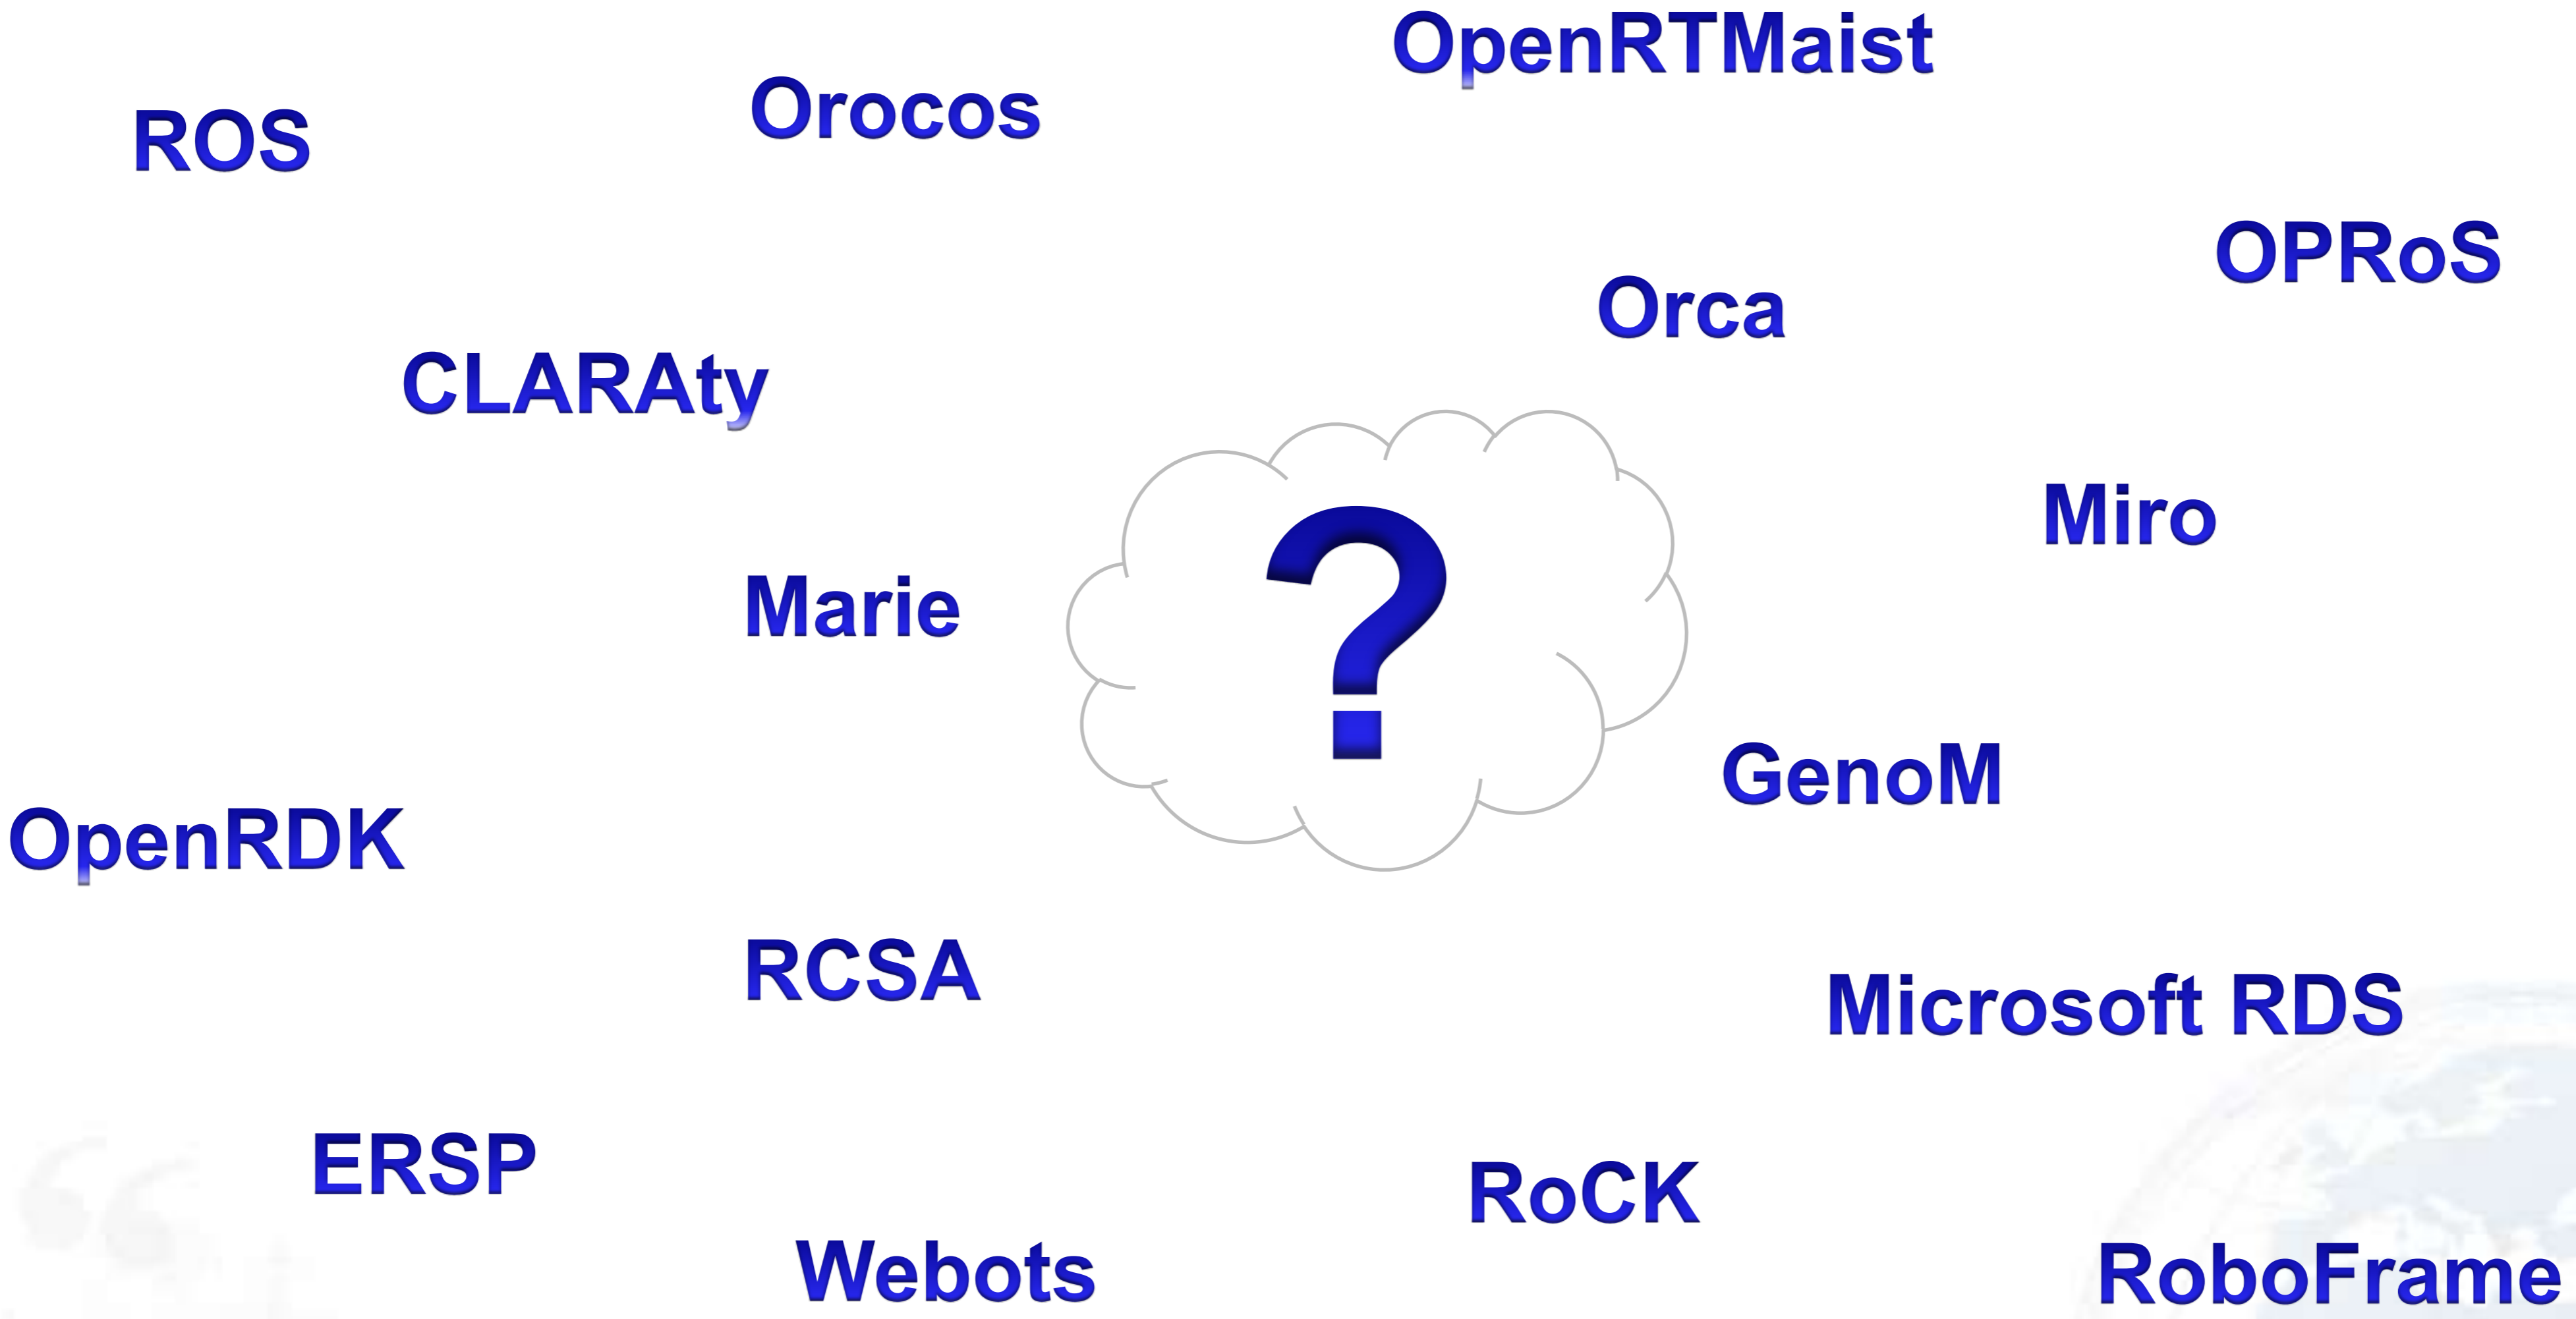 OpenRTMaist
Orocos
ROS
OPRoS
Orca
CLARAty
Miro
?
Marie
GenoM
OpenRDK
RCSA
Microsoft RDS
ERSP
RoCK
Webots
RoboFrame